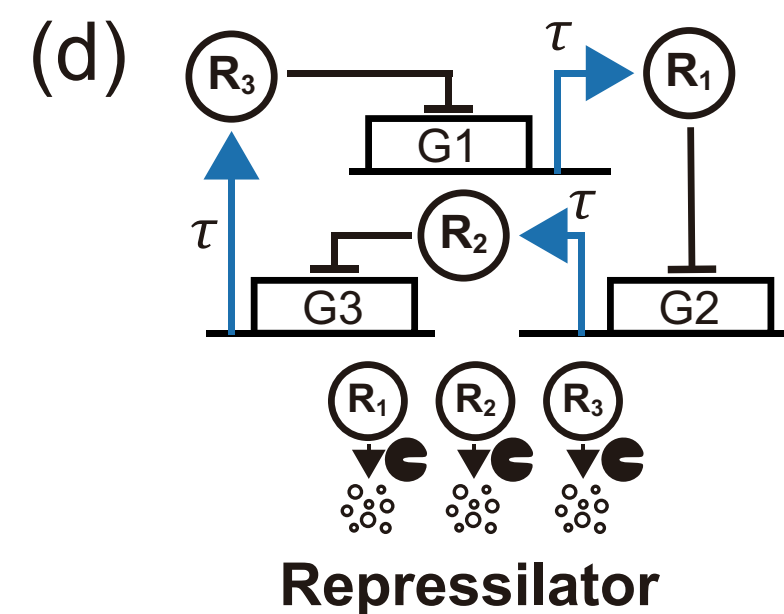 (d)
R₃
τ
R₁
G1
τ
R₂
τ
G3
G2
R₁ R₂ R₃
Repressilator